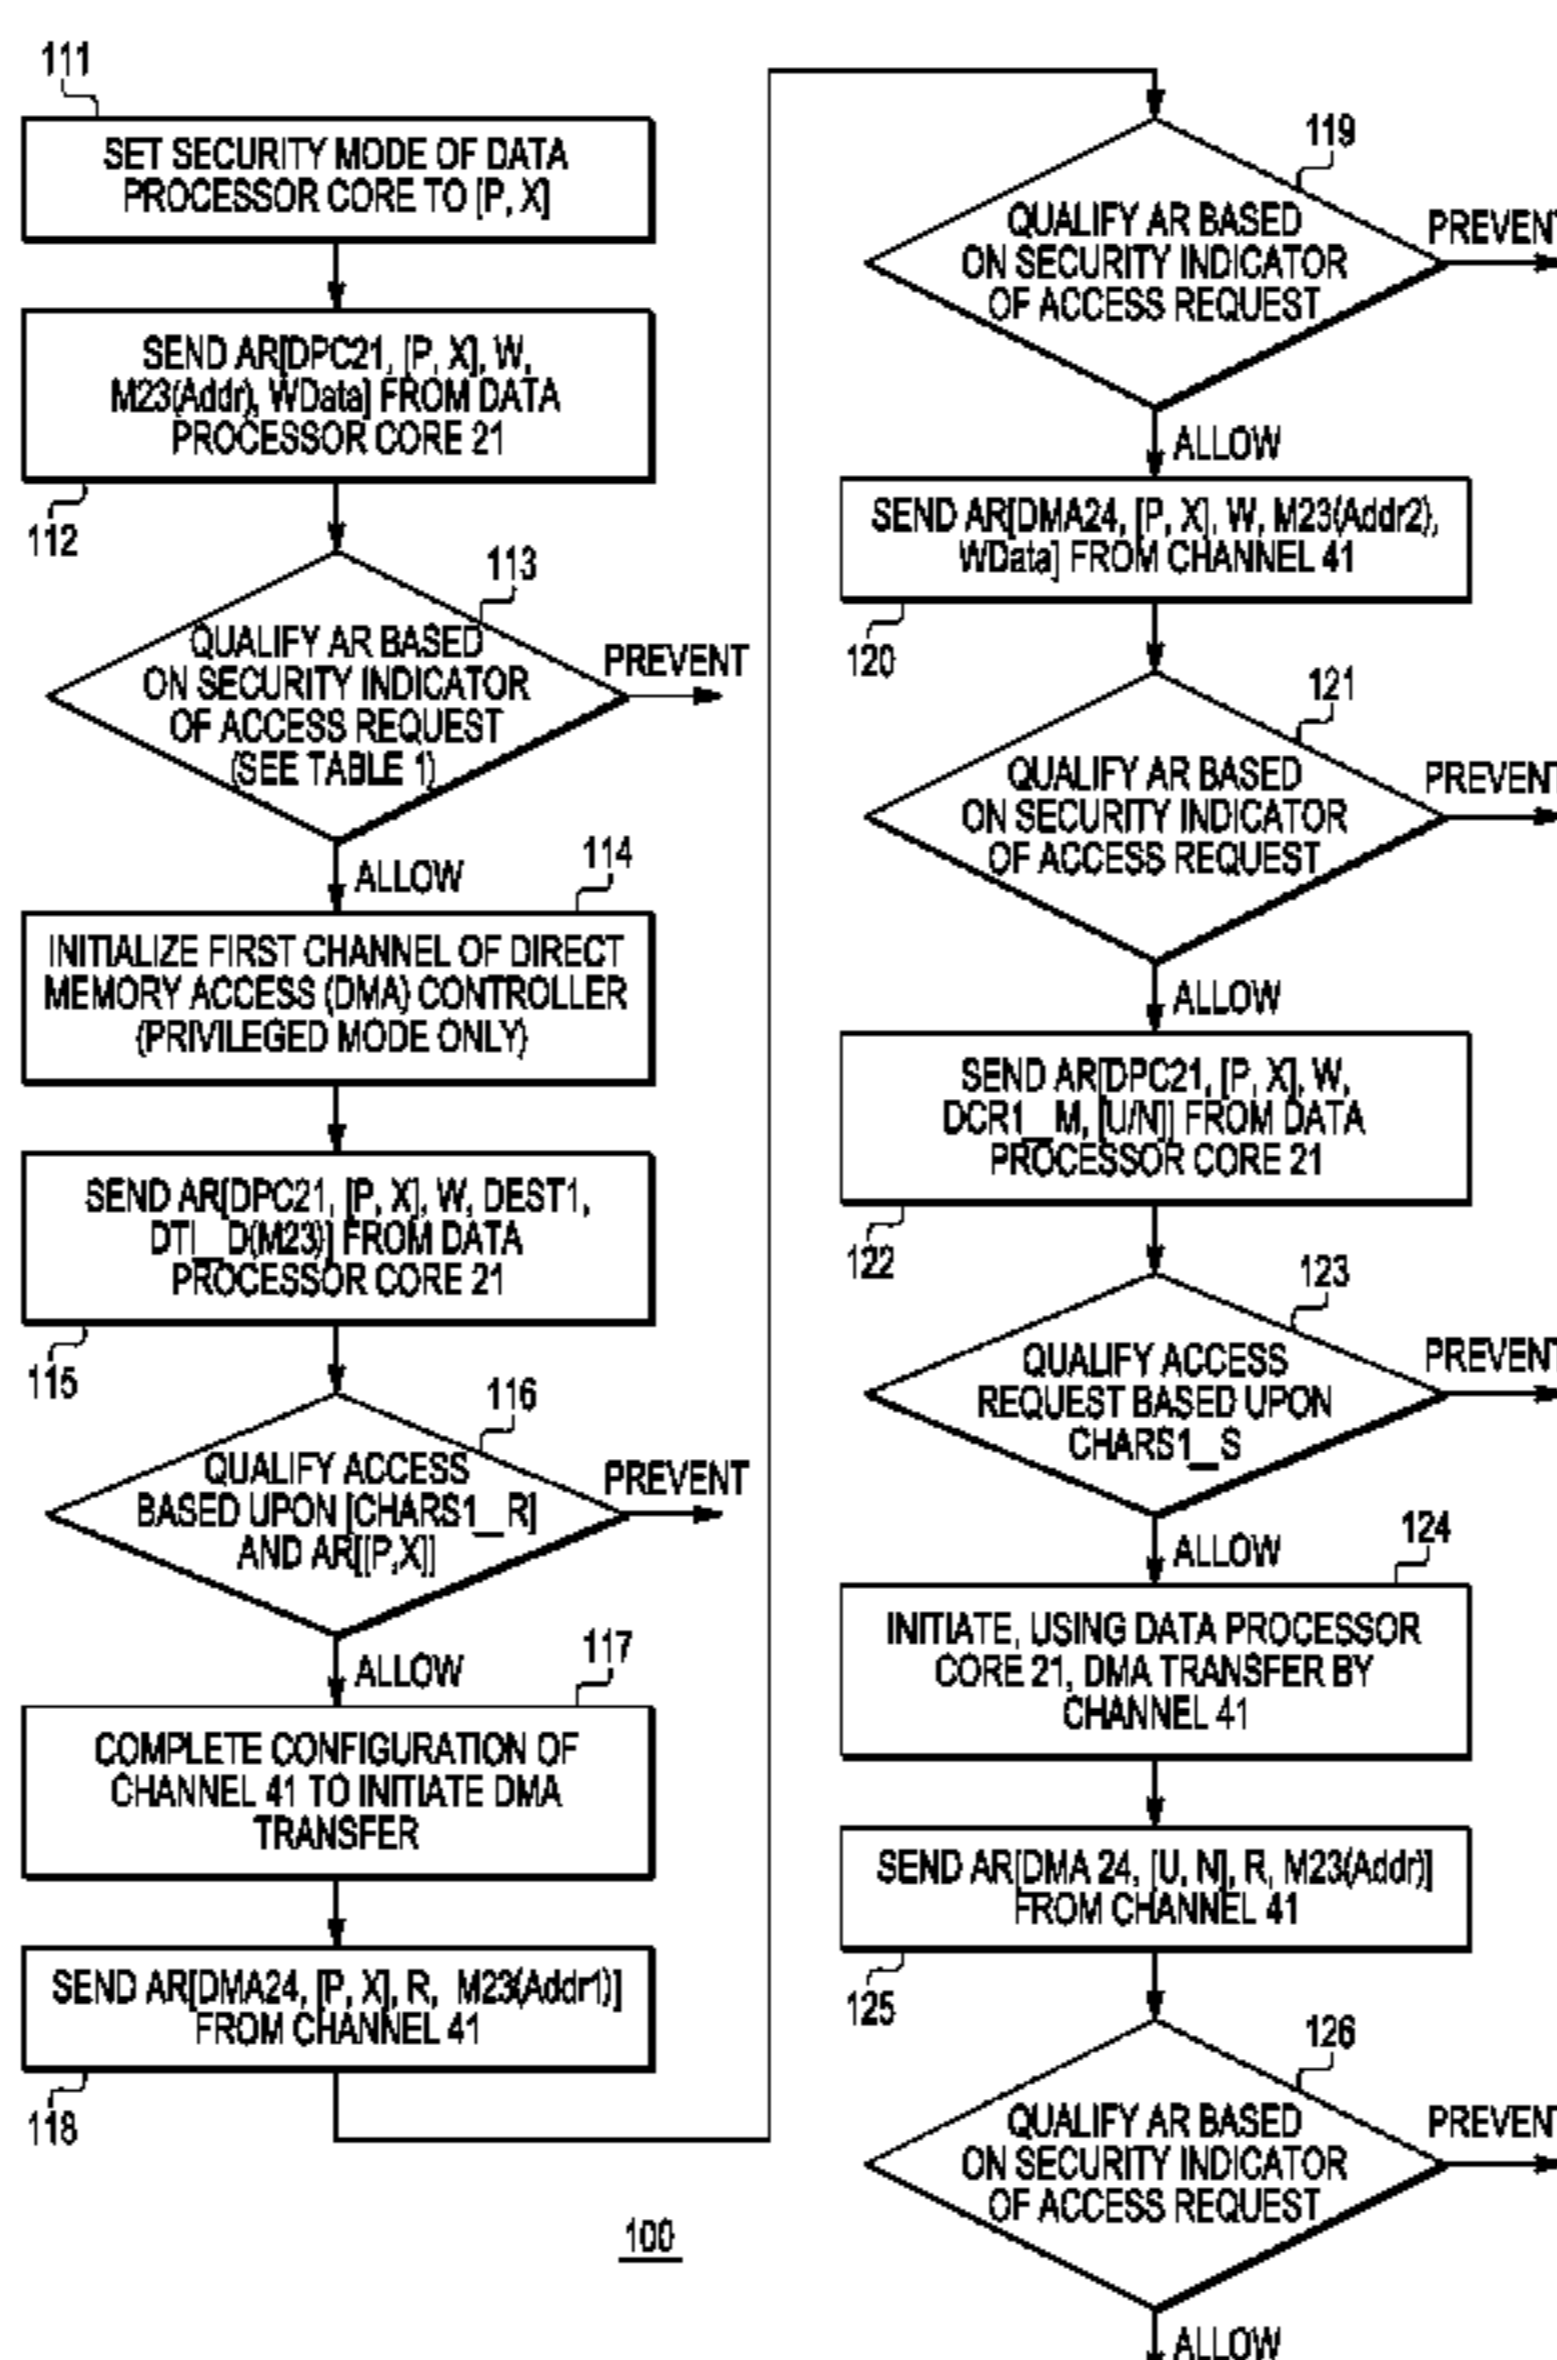 111
SET SECURITY MODE OF DATA
PROCESSOR CORE TO [P, X]
SEND AR[DPC21, [P, X], W,
M23(Addr), WData] FROM DATA
PROCESSOR CORE 21
112
113
QUALIFY AR BASED
ON SECURITY INDICATOR
OF ACCESS REQUEST
(SEE TABLE 1)
PREVENT
ALLOW
114
INITIALIZE FIRST CHANNEL OF DIRECT
MEMORY ACCESS (DMA) CONTROLLER
(PRIVILEGED MODE ONLY)
SEND AR[DPC21, [P, X], W, DEST1,
DTI__D(M23)] FROM DATA
PROCESSOR CORE 21
115
116
QUALIFY ACCESS
BASED UPON [CHARS1__R]
AND AR[[P,X]]
PREVENT
ALLOW
117
COMPLETE CONFIGURATION OF
CHANNEL 41 TO INITIATE DMA
TRANSFER
SEND AR[DMA24, [P, X], R, M23(Addr1)]
FROM CHANNEL 41
118
119
QUALIFY AR BASED
ON SECURITY INDICATOR
OF ACCESS REQUEST
PREVENT
ALLOW
SEND AR[DMA24, [P, X], W, M23(Addr2),
WData] FROM CHANNEL 41
120
121
QUALIFY AR BASED
ON SECURITY INDICATOR
OF ACCESS REQUEST
PREVENT
ALLOW
SEND AR[DPC21, [P, X], W,
DCR1__M, [U/N]] FROM DATA
PROCESSOR CORE 21
122
123
QUALIFY ACCESS
REQUEST BASED UPON
CHARS1__S
PREVENT
ALLOW
124
INITIATE, USING DATA PROCESSOR
CORE 21, DMA TRANSFER BY
CHANNEL 41
SEND AR[DMA 24, [U, N], R, M23(Addr)]
FROM CHANNEL 41
125
126
QUALIFY AR BASED
ON SECURITY INDICATOR
OF ACCESS REQUEST
PREVENT
ALLOW
100